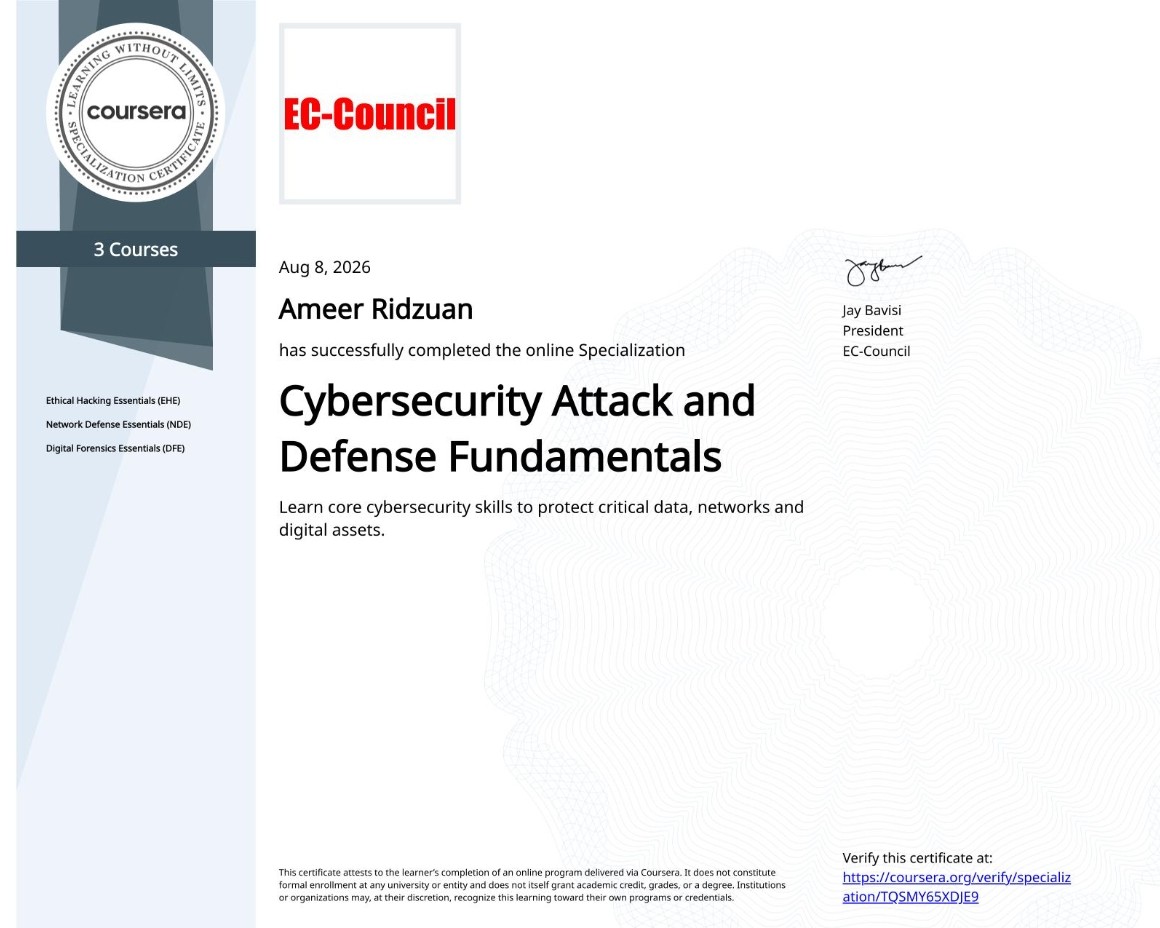 LEARNING WITHOUT LIMITS
coursera
SPECIALIZATION CERTIFICATE
3 Courses
Ethical Hacking Essentials (EHE)
Network Defense Essentials (NDE)
Digital Forensics Essentials (DFE)
EC-Council
Aug 8, 2026
Ameer Ridzuan
has successfully completed the online Specialization
Cybersecurity Attack and
Defense Fundamentals
Learn core cybersecurity skills to protect critical data, networks and
digital assets.
Jay Bavisi
President
EC-Council
This certificate attests to the learner's completion of an online program delivered via Coursera. It does not constitute
formal enrollment at any university or entity and does not itself grant academic credit, grades, or a degree. Institutions
or organizations may, at their discretion, recognize this learning toward their own programs or credentials.
Verify this certificate at:
https://coursera.org/verify/specializ
ation/TQSMY65XDJE9